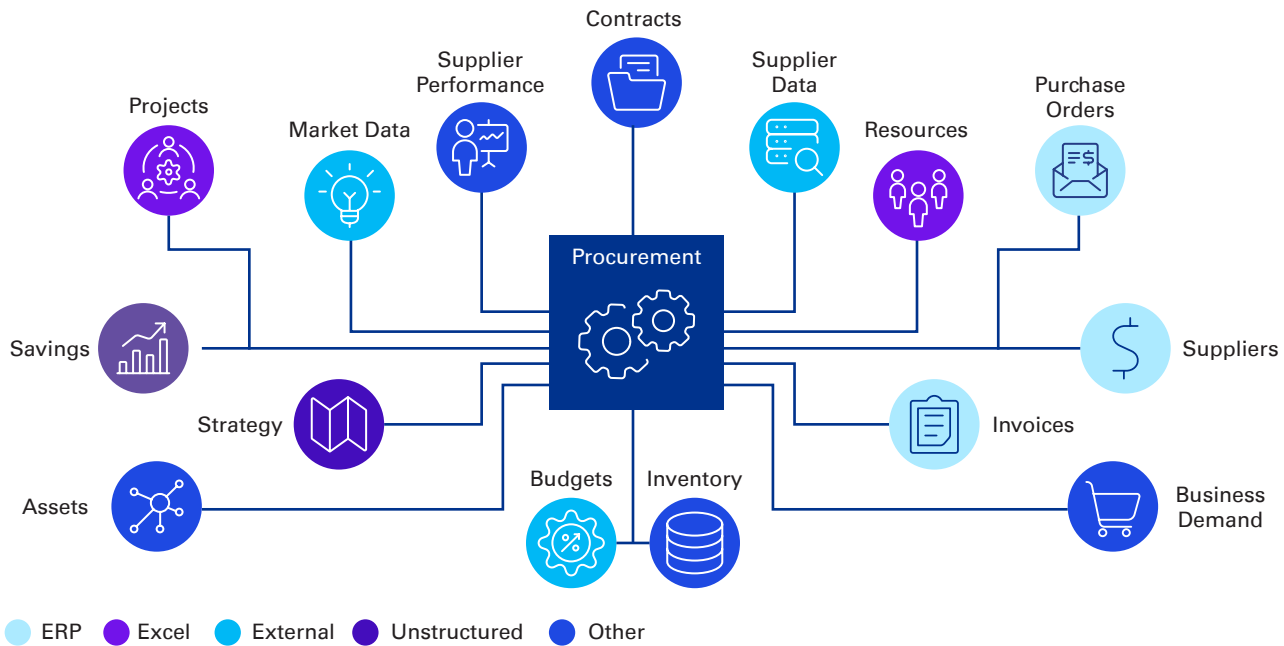 Contracts
Supplier
Performance
Supplier
Data
Purchase
Orders
Projects
Market Data
Resources
Procurement
Savings
Suppliers
Strategy
Invoices
Assets
Budgets
Inventory
Business
Demand
ERP
Excel
External
Unstructured
Other